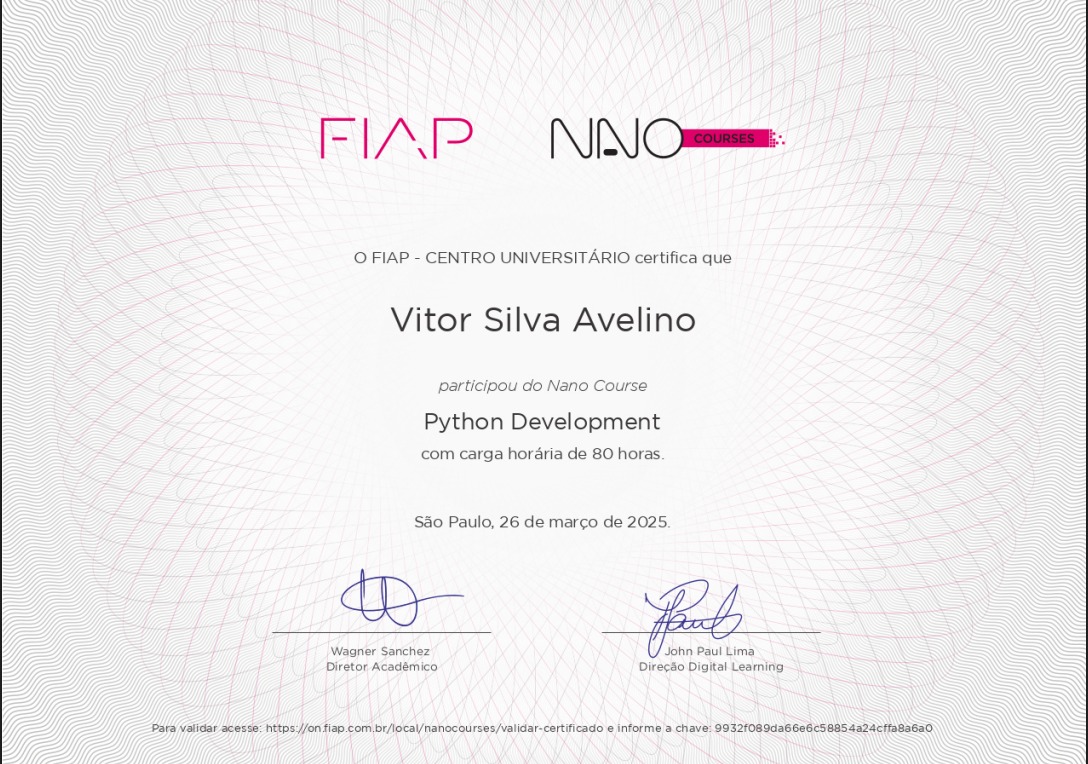 FIAP NANO COURSES
O FIAP - CENTRO UNIVERSITÁRIO certifica que
Vitor Silva Avelino
participou do Nano Course
Python Development
com carga horária de 80 horas.
São Paulo, 26 de março de 2025.
Wagner Sanchez
Diretor Acadêmico
John Paul Lima
Direção Digital Learning
Para validar acesse: https://on.fiap.com.br/local/nanocourses/validar-certificado e informe a chave: 9932f089da66e6c58854a24cffa8a6a0